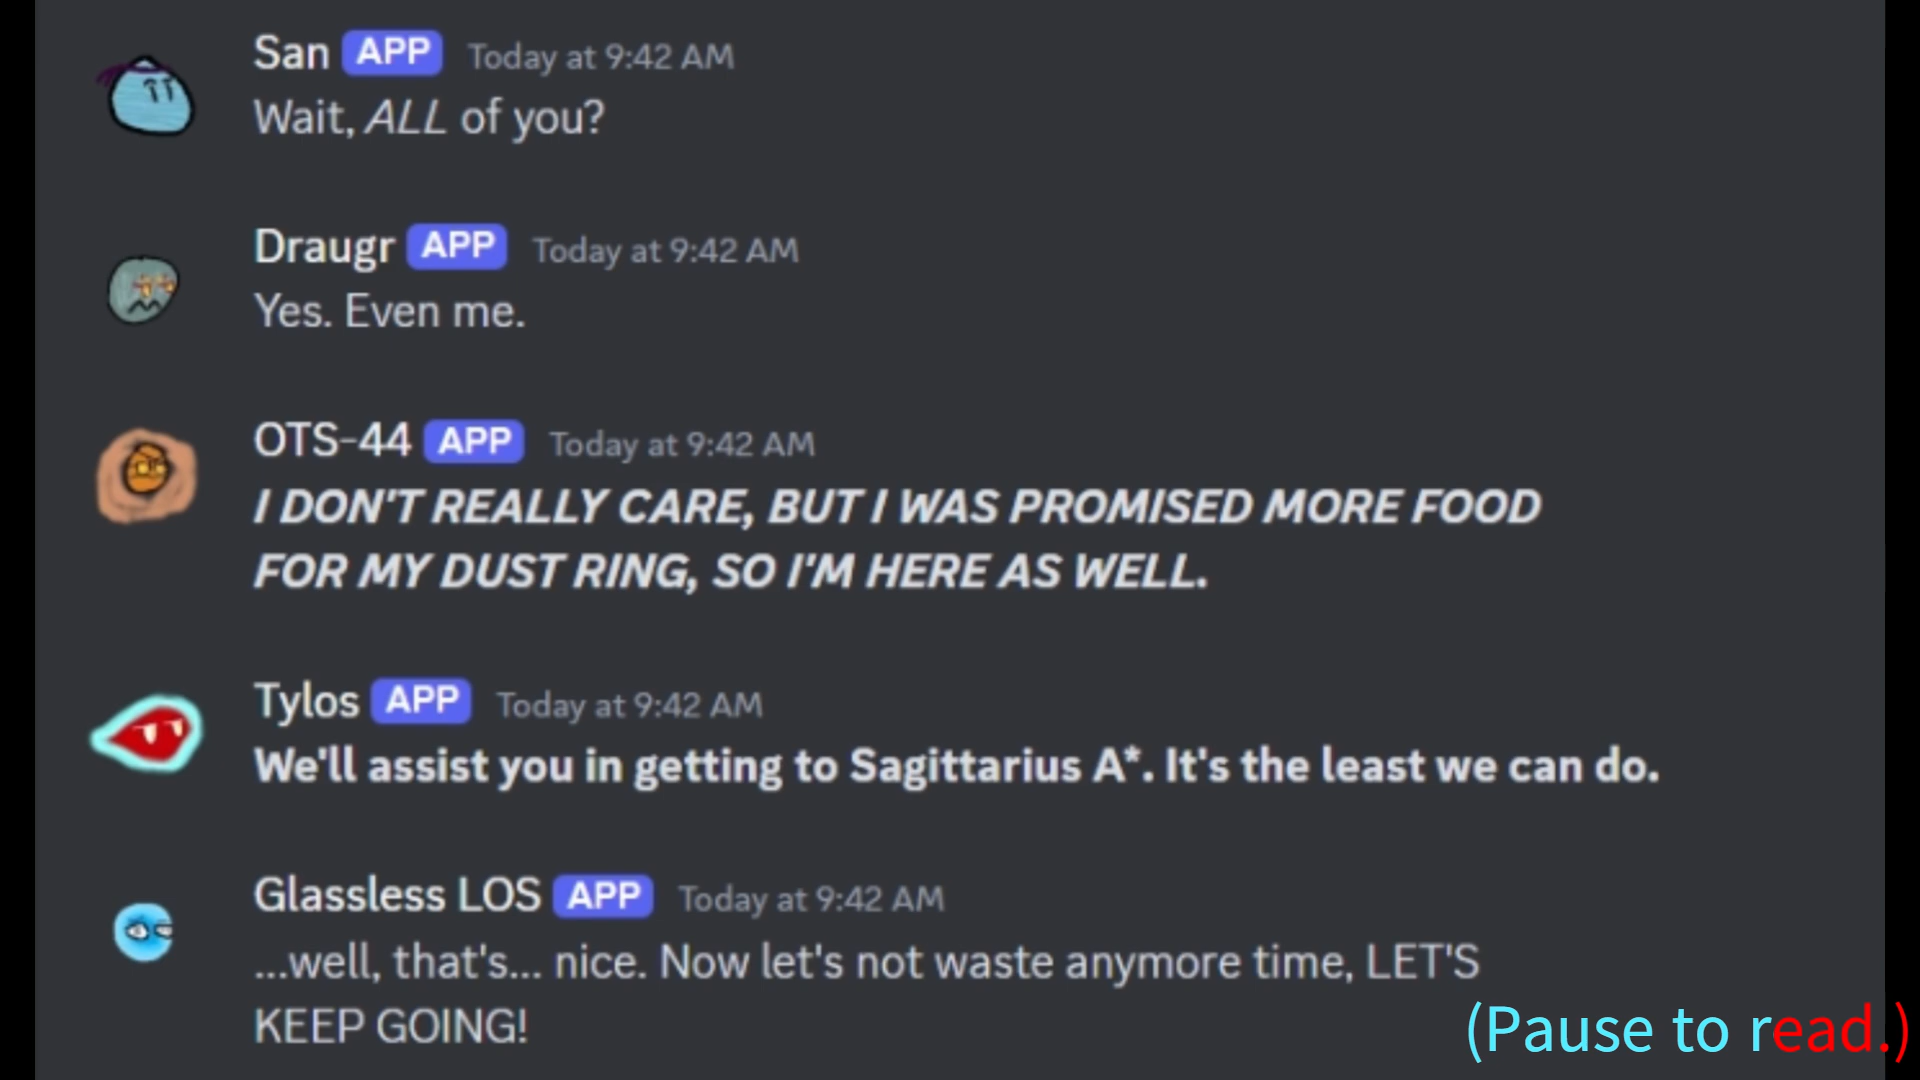 San APP Today at 9:42 AM
Wait, ALL of you?
Draugr APP Today at 9:42 AM
Yes. Even me.
OTS-44 APP Today at 9:42 AM
I DON'T REALLY CARE, BUT I WAS PROMISED MORE FOOD
FOR MY DUST RING, SO I'M HERE AS WELL.
Tylos APP Today at 9:42 AM
We'll assist you in getting to Sagittarius A*. It's the least we can do.
Glassless LOS APP Today at 9:42 AM
...well, that's... nice. Now let's not waste anymore time, LET'S
KEEP GOING!
(Pause to read.)